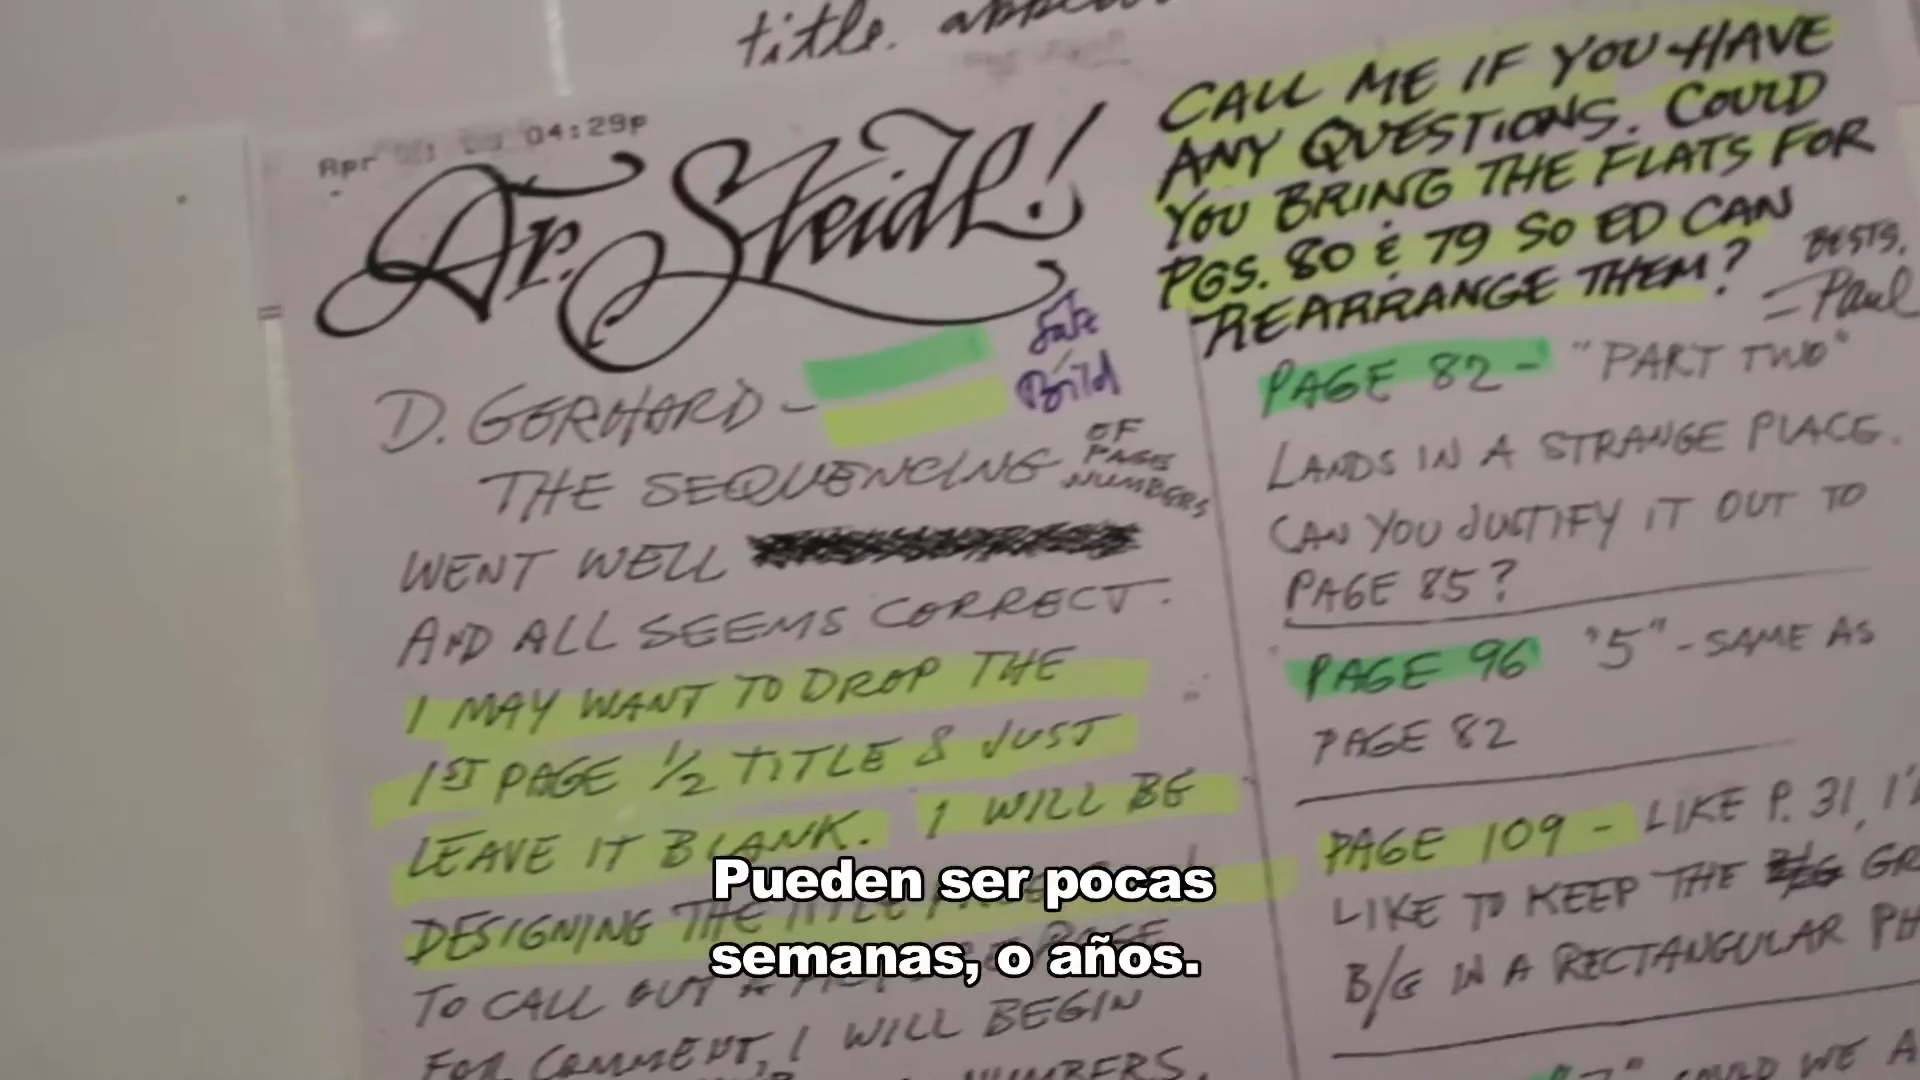 title.
Apr 04:29p
Dr. Steidl!
CALL ME IF YOU HAVE
ANY QUESTIONS. COULD
YOU BRING THE FLATS FOR
PGS. 80 & 79 SO ED CAN
REARRANGE THEM?
BESTS,
- Paul
D. GERHARD -
THE SEQUENCING OF
PAGES
NUMBERS
WENT WELL
AND ALL SEEMS CORRECT.
I MAY WANT TO DROP THE
1ST PAGE 1/2 TITLE & JUST
LEAVE IT BLANK. I WILL BE
DESIGNING THE TITLE
TO CALL OUT A
FOR COMMENT, I WILL BEGIN
NUMBERS.
PAGE 82 - "PART TWO"
LANDS IN A STRANGE PLACE.
CAN YOU JUSTIFY IT OUT TO
PAGE 85?
PAGE 96 "5" - SAME AS
PAGE 82
PAGE 109 - LIKE P. 31, I'
LIKE TO KEEP THE
B/G IN A RECTANGULAR
COULD WE
Pueden ser pocas
semanas, o años.